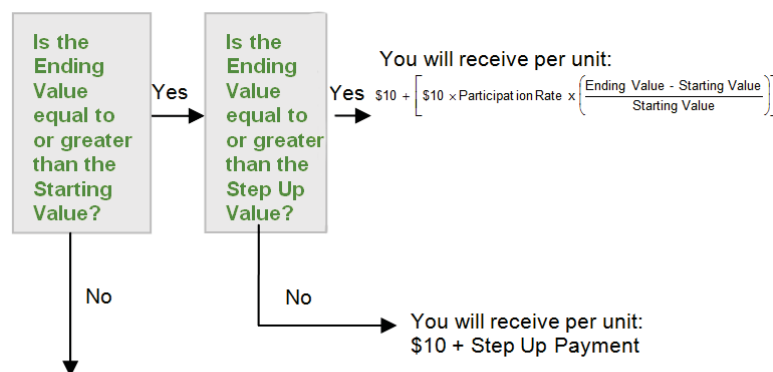 Is the
Ending
Value
equal to
or greater
than the
Starting
Value?
Yes
Is the
Ending
Value
equal to
or greater
than the
Step Up
Value?
Yes
You will receive per unit:
$10 + [ $10 × Participation Rate x ( Ending Value - Starting Value
Starting Value ) ]
No
No
You will receive per unit:
$10 + Step Up Payment